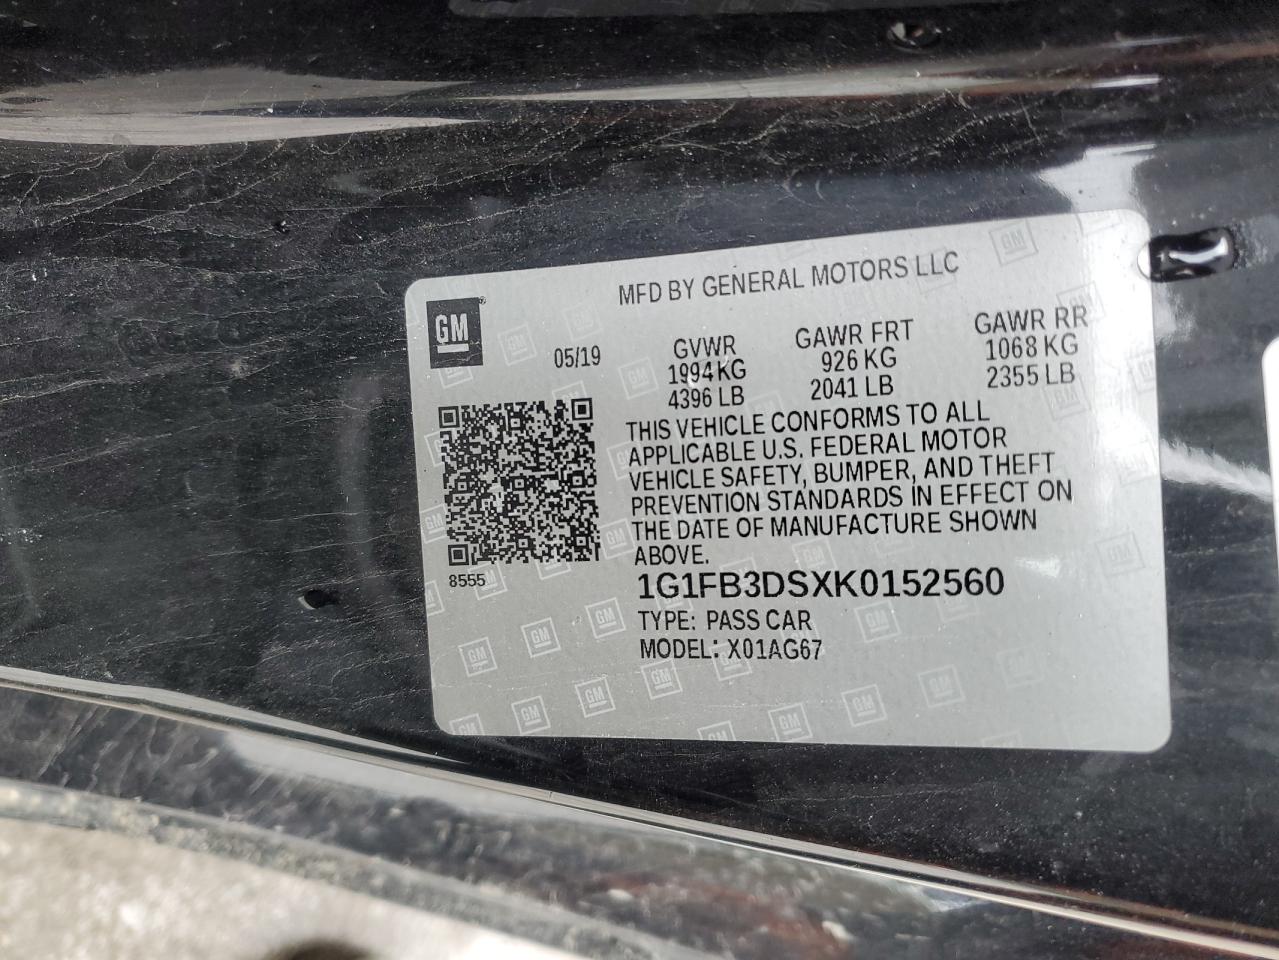 MFD BY GENERAL MOTORS LLC
GM
05/19
GVWR
1994 KG
4396 LB
GAWR FRT
926 KG
2041 LB
GAWR RR
1068 KG
2355 LB
THIS VEHICLE CONFORMS TO ALL
APPLICABLE U.S. FEDERAL MOTOR
VEHICLE SAFETY, BUMPER, AND THEFT
PREVENTION STANDARDS IN EFFECT ON
THE DATE OF MANUFACTURE SHOWN
ABOVE.
8555
1G1FB3DSXK0152560
TYPE: PASS CAR
MODEL: X01AG67